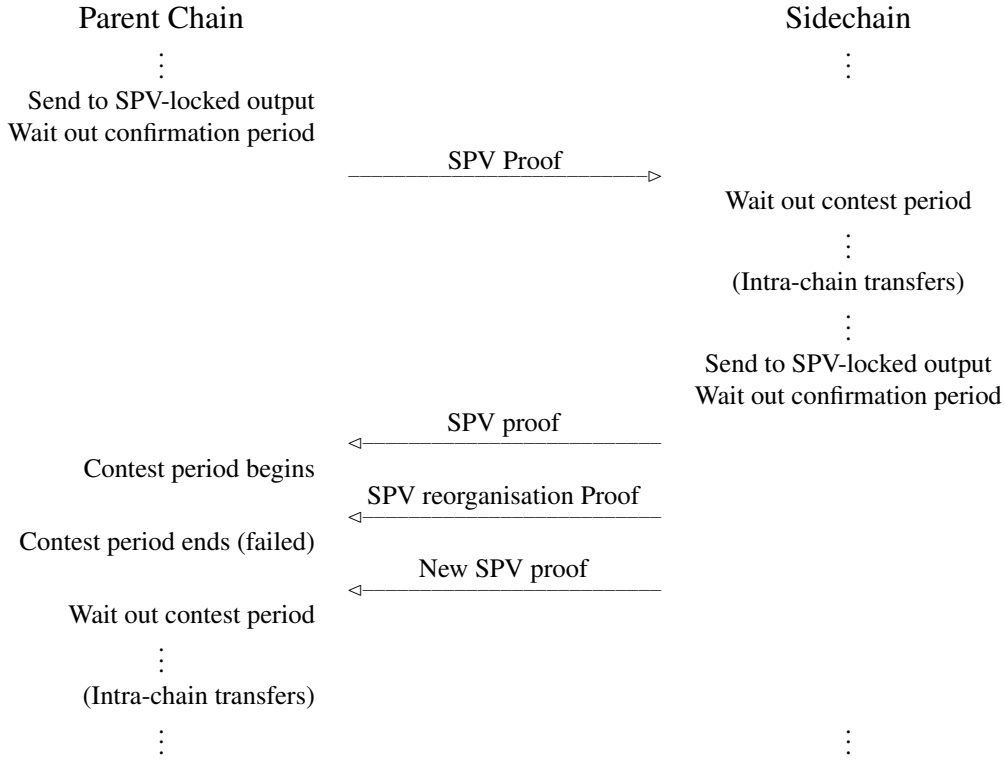 Parent Chain
Sidechain
⋮
⋮
Send to SPV-locked output
Wait out confirmation period
SPV Proof
Wait out contest period
⋮
(Intra-chain transfers)
⋮
Send to SPV-locked output
Wait out confirmation period
SPV proof
Contest period begins
SPV reorganisation Proof
Contest period ends (failed)
New SPV proof
Wait out contest period
⋮
(Intra-chain transfers)
⋮
⋮